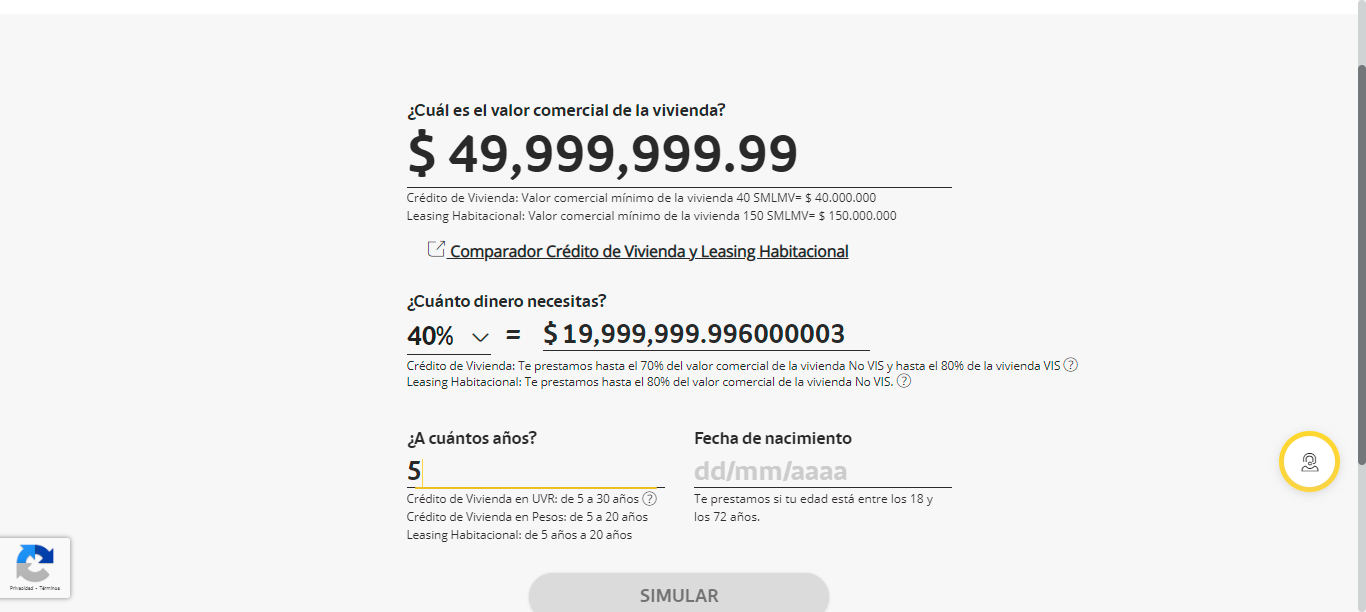 ¿Cuál es el valor comercial de la vivienda?
$ 49,999,999.99
Crédito de Vivienda: Valor comercial mínimo de la vivienda 40 SMLMV= $ 40.000.000
Leasing Habitacional: Valor comercial mínimo de la vivienda 150 SMLMV= $ 150.000.000
Comparador Crédito de Vivienda y Leasing Habitacional
¿Cuánto dinero necesitas?
40% = $ 19,999,999.996000003
Crédito de Vivienda: Te prestamos hasta el 70% del valor comercial de la vivienda No VIS y hasta el 80% de la vivienda VIS ?
Leasing Habitacional: Te prestamos hasta el 80% del valor comercial de la vivienda No VIS. ?
¿A cuántos años?
5
Crédito de Vivienda en UVR: de 5 a 30 años ?
Crédito de Vivienda en Pesos: de 5 a 20 años
Leasing Habitacional: de 5 años a 20 años
Fecha de nacimiento
dd/mm/aaaa
Te prestamos si tu edad está entre los 18 y
los 72 años.
SIMULAR
Privacidad - Términos